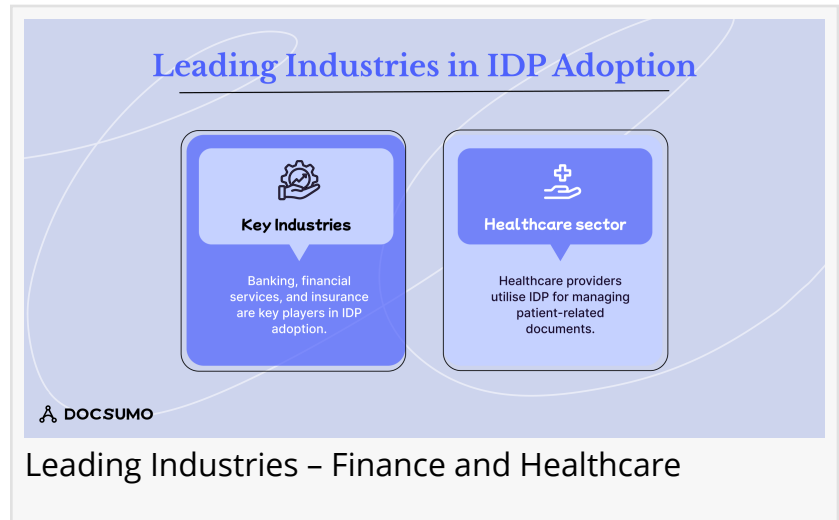 Leading Industries in IDP Adoption
Key Industries
Banking, financial
services, and insurance
are key players in IDP
adoption.
Healthcare sector
Healthcare providers
utilise IDP for managing
patient-related
documents.
DOCSUMO
Leading Industries – Finance and Healthcare